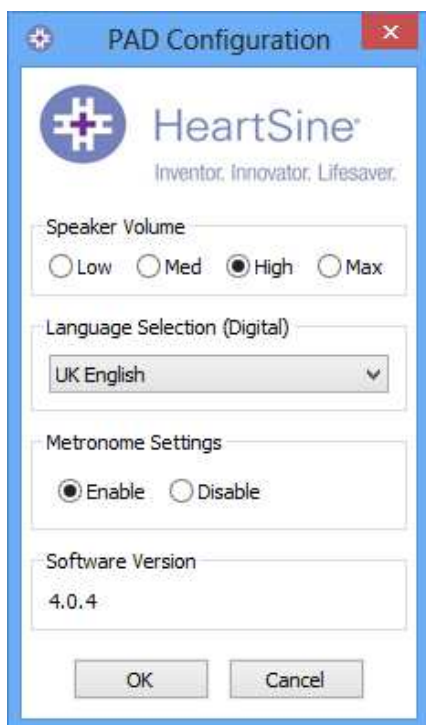 PAD Configuration
HeartSine®
Inventor. Innovator. Lifesaver.
Speaker Volume
Low Med High Max
Language Selection (Digital)
UK English
Metronome Settings
Enable Disable
Software Version
4.0.4
OK Cancel